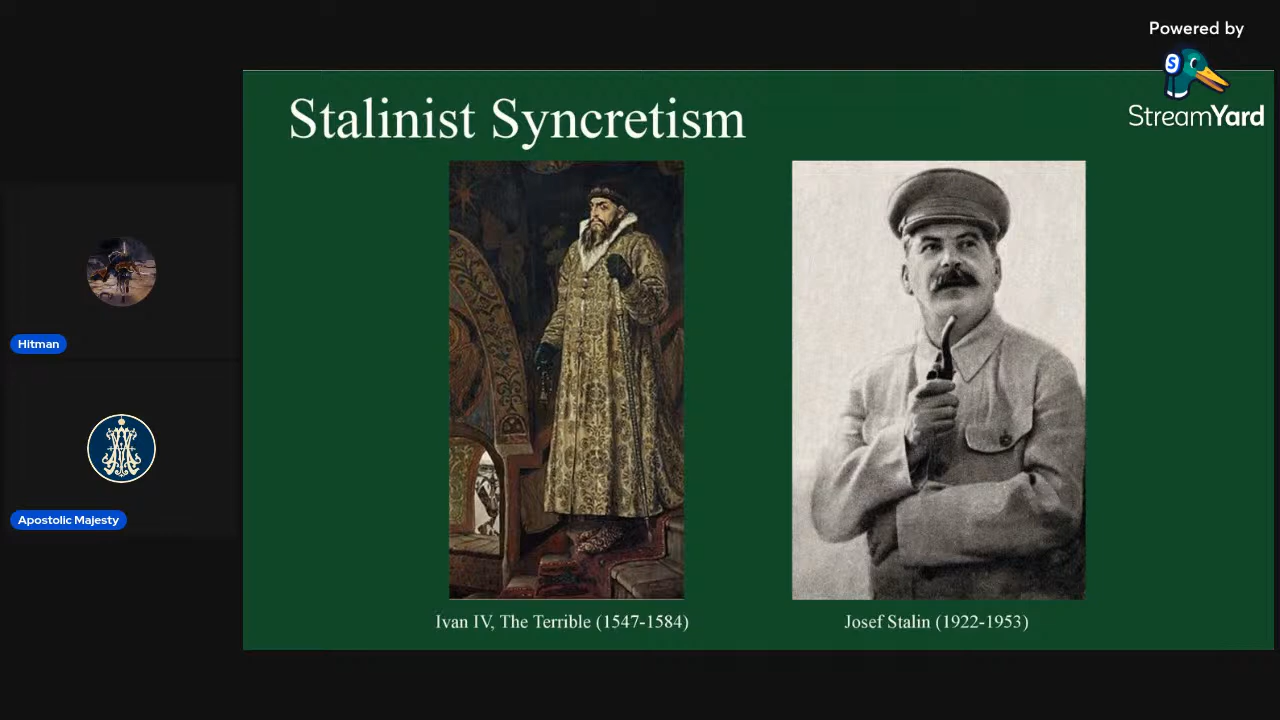 Powered by
S
StreamYard
Stalinist Syncretism
Hitman
Apostolic Majesty
Ivan IV, The Terrible (1547-1584)
Josef Stalin (1922-1953)